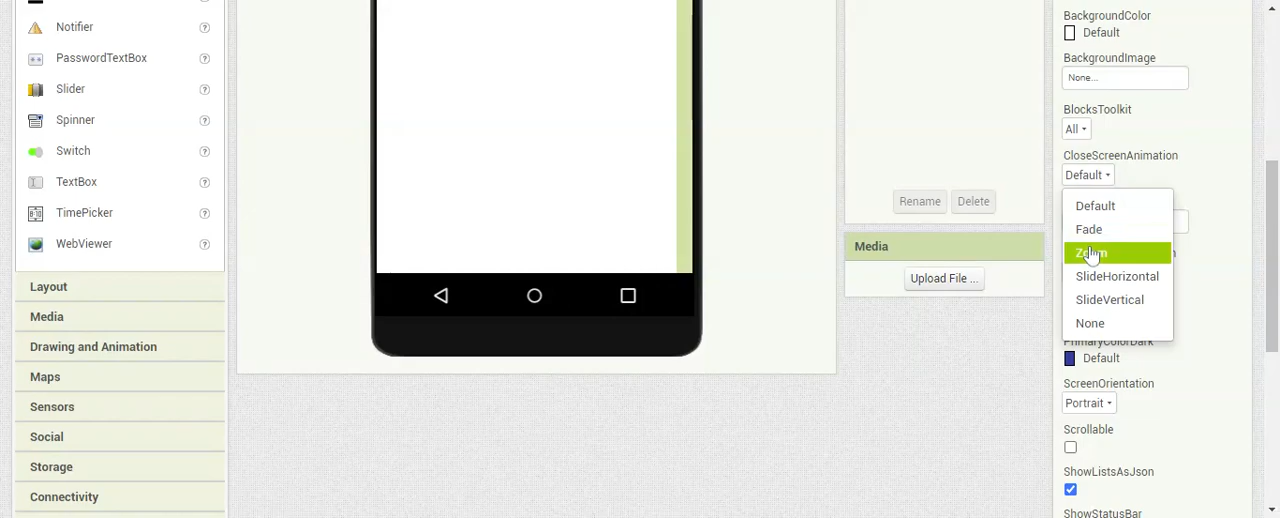 Notifier ?
PasswordTextBox ?
Slider ?
Spinner ?
Switch ?
TextBox ?
TimePicker ?
WebViewer ?
Layout
Media
Drawing and Animation
Maps
Sensors
Social
Storage
Connectivity
Rename Delete
Media
Upload File ...
BackgroundColor
Default
BackgroundImage
None...
BlocksToolkit
All
CloseScreenAnimation
Default
Default
Fade
Zoom
SlideHorizontal
SlideVertical
None
PrimaryColorDark
Default
ScreenOrientation
Portrait
Scrollable
ShowListsAsJson
ShowStatusBar